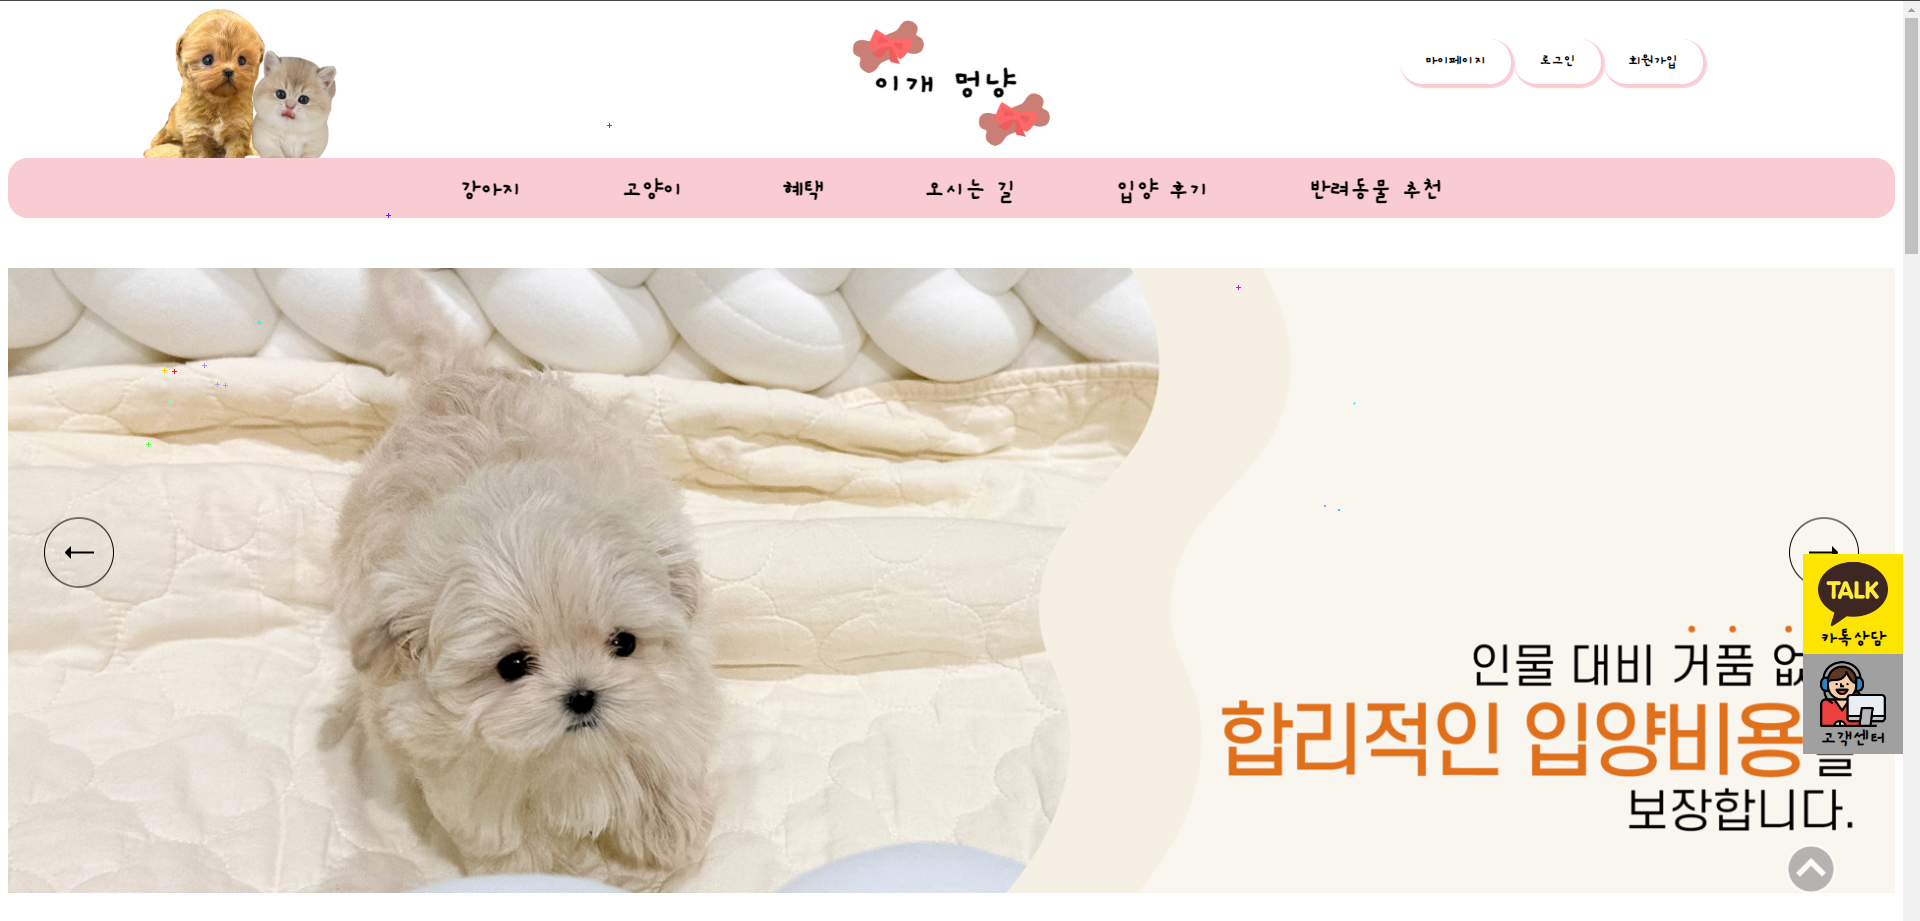 이개 멍냥
마이페이지 로그인 회원가입
강아지 고양이 혜택 오시는 길 입양 후기 반려동물 추천
인물 대비 거품
합리적인 입양비용을
보장합니다.
TALK
카톡상담
고객센터